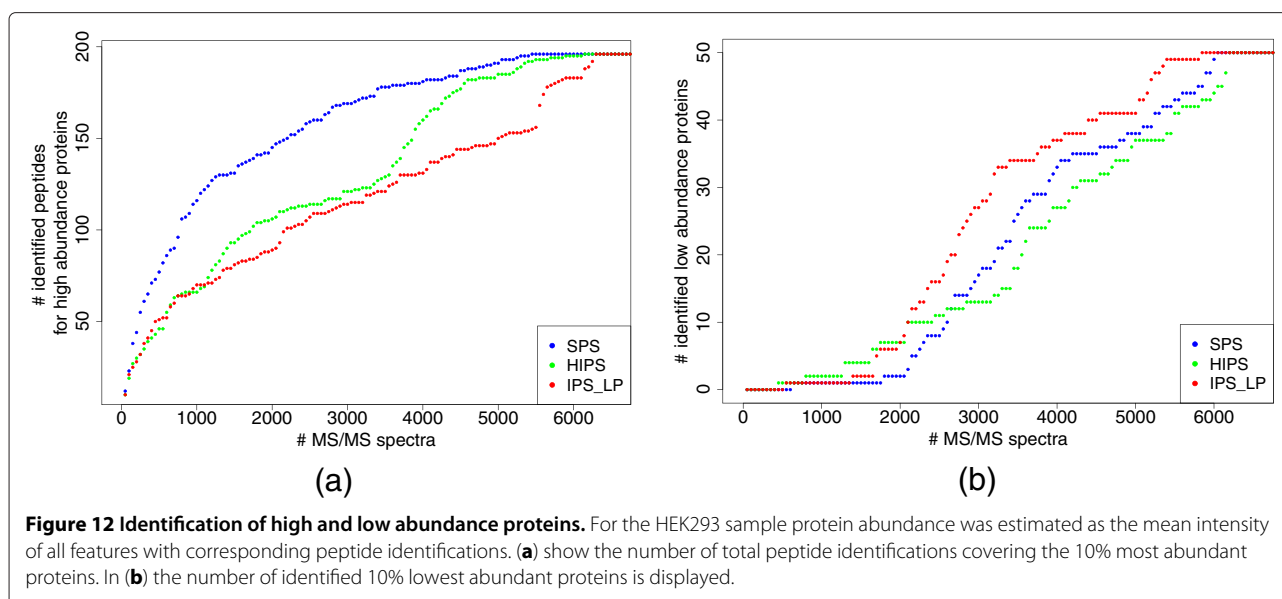 200
150
100
50
# identified peptides
for high abundance proteins
0 1000 2000 3000 4000 5000 6000
# MS/MS spectra
SPS
HIPS
IPS_LP
(a)
50
40
30
20
10
0
# identified low abundance proteins
0 1000 2000 3000 4000 5000 6000
# MS/MS spectra
SPS
HIPS
IPS_LP
(b)
Figure 12 Identification of high and low abundance proteins. For the HEK293 sample protein abundance was estimated as the mean intensity
of all features with corresponding peptide identifications. (a) show the number of total peptide identifications covering the 10% most abundant
proteins. In (b) the number of identified 10% lowest abundant proteins is displayed.